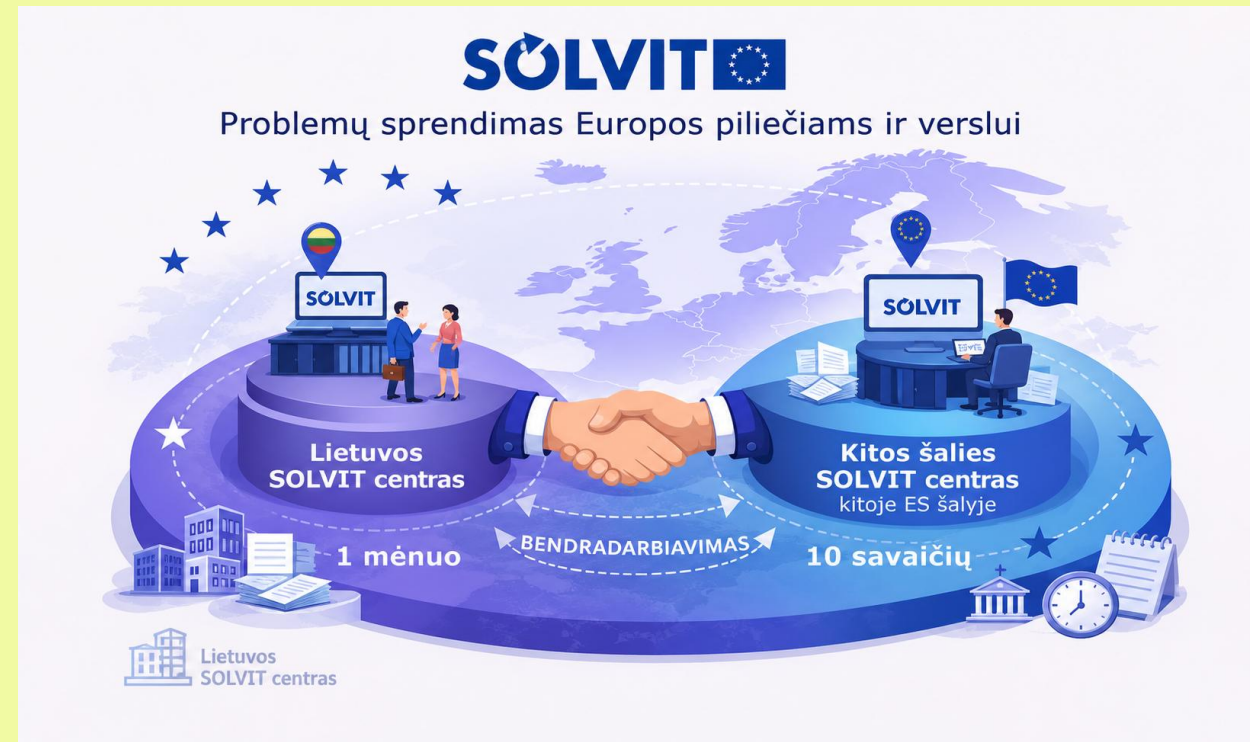 SOLVIT
Problemų sprendimas Europos piliečiams ir verslui
SOLVIT
SOLVIT
Lietuvos
SOLVIT centras
Kitos šalies
SOLVIT centras
kitoje ES šalyje
1 mėnuo
BENDRADARBIAVIMAS
10 savaičių
Lietuvos
SOLVIT centras